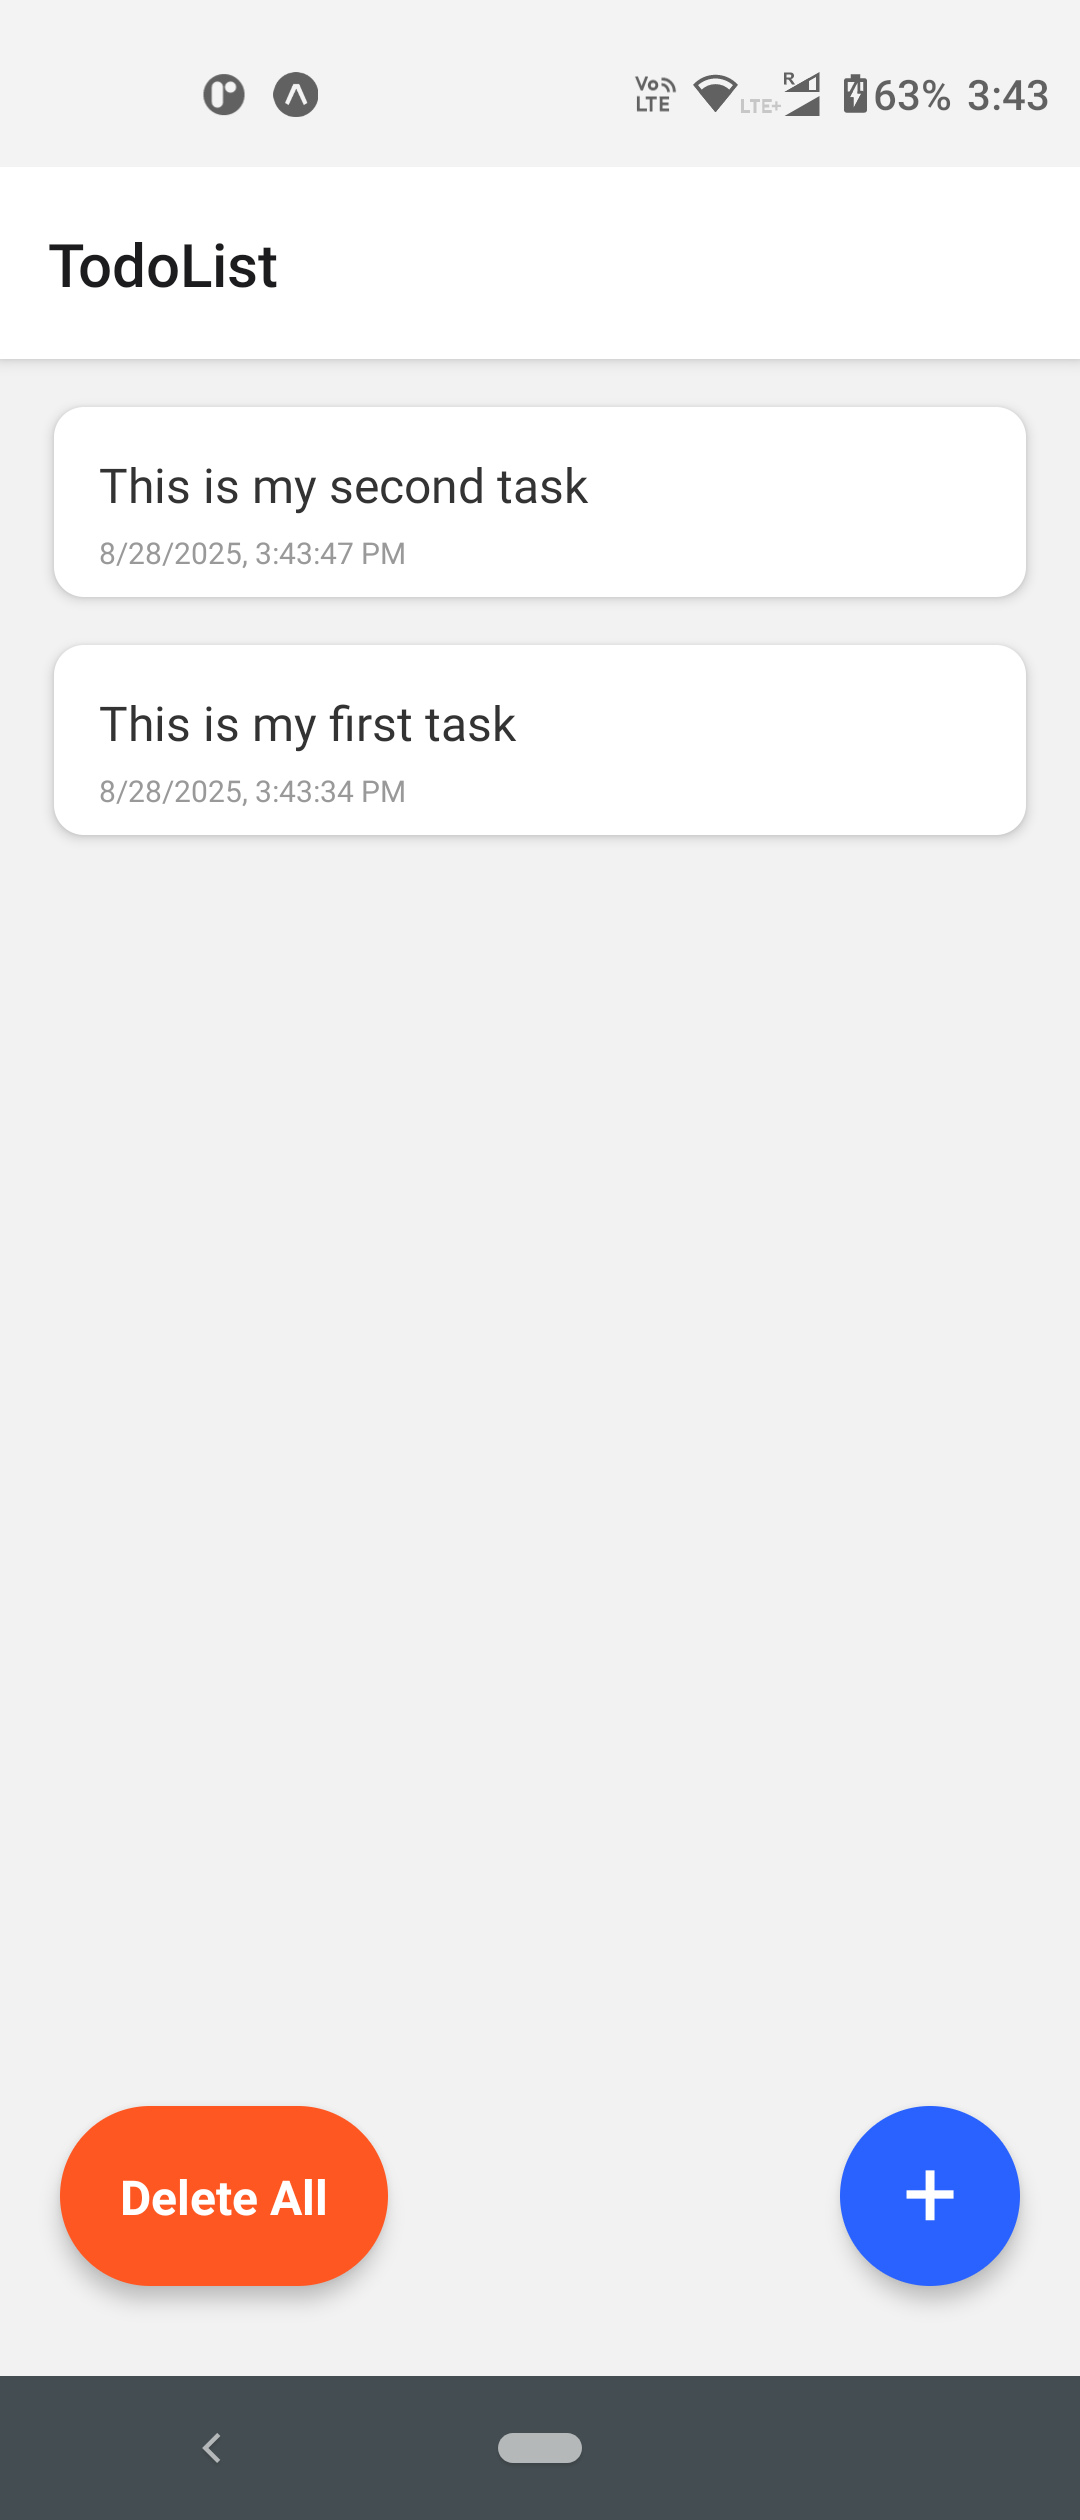 Vo LTE LTE+ R 63% 3:43
TodoList
This is my second task
8/28/2025, 3:43:47 PM
This is my first task
8/28/2025, 3:43:34 PM
Delete All
+